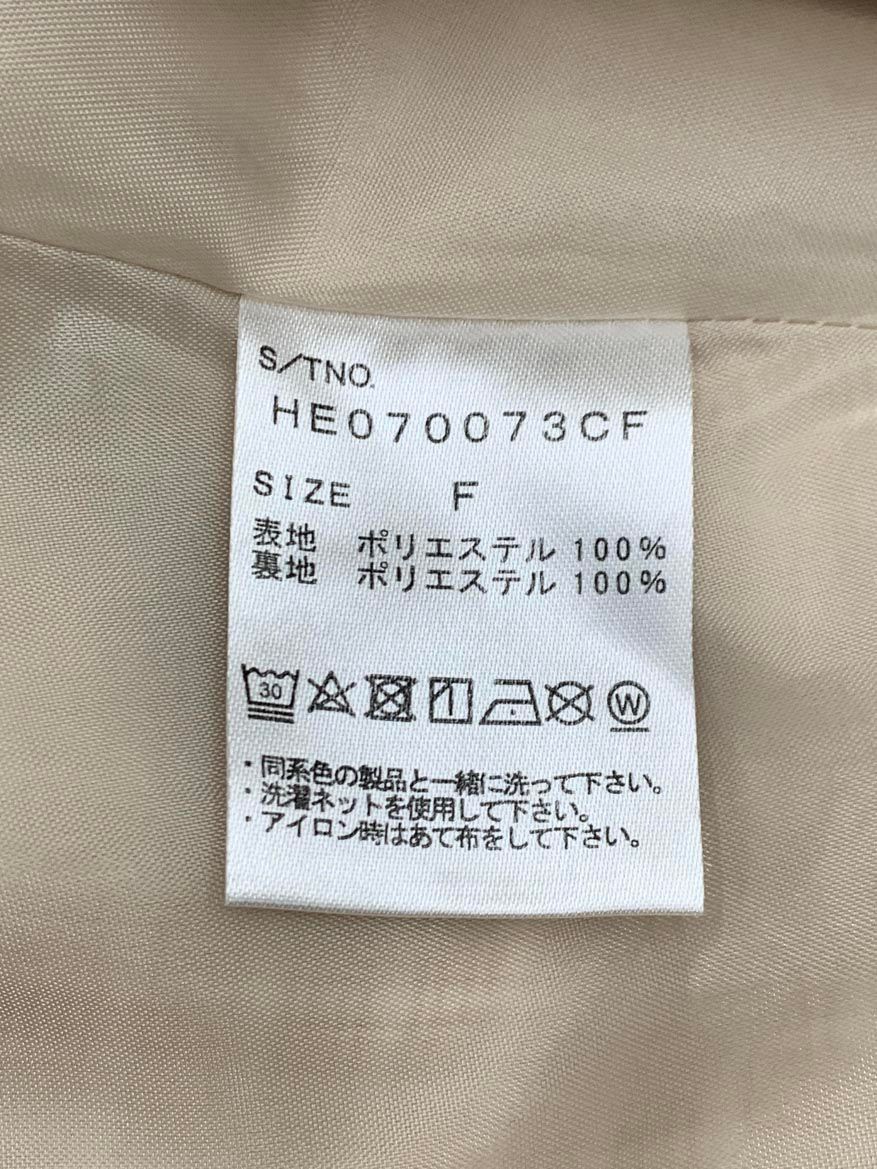 S/TNO.
HE070073CF
SIZE F
表地 ポリエステル 100%
裏地 ポリエステル 100%
30 W
・同系色の製品と一緒に洗って下さい。
・洗濯ネットを使用して下さい。
・アイロン時はあて布をして下さい。